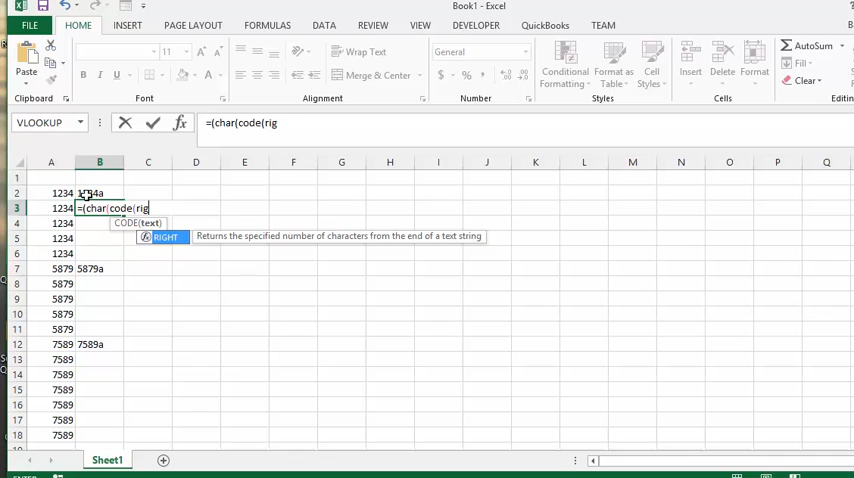 Book1 - Excel
FILE HOME INSERT PAGE LAYOUT FORMULAS DATA REVIEW VIEW DEVELOPER QuickBooks TEAM
Paste
11
Wrap Text
Merge & Center
General
Conditional Formatting
Format as Table
Cell Styles
Insert Delete Format
AutoSum
Fill
Clear
Clipboard Font Alignment Number Styles Cells
VLOOKUP =(char(code(rig
A B C D E F G H I J K L M N O P Q
1
2 1234
3 1234 =(char(code(rig
4 1234 CODE(text)
5 1234 RIGHT Returns the specified number of characters from the end of a text string
6 1234
7 5879 5879a
8 5879
9 5879
10 5879
11 5879
12 7589 7589a
13 7589
14 7589
15 7589
16 7589
17 7589
18 7589
Sheet1